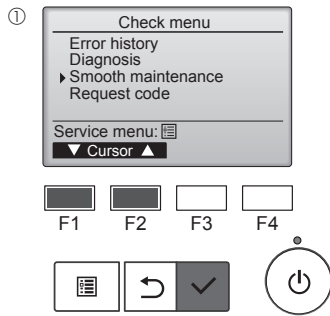 ①
Check menu
Error history
Diagnosis
Smooth maintenance
Request code
Service menu:
▼ Cursor ▲
F1 F2 F3 F4